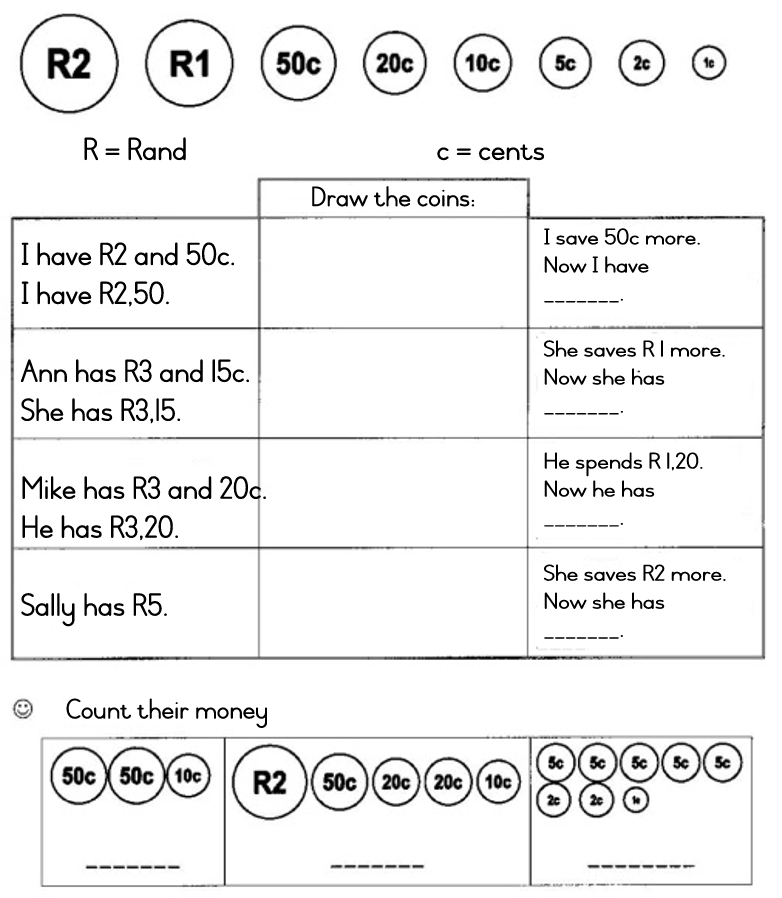 R2 R1 50c 20c 10c 5c 2c 1c
R = Rand c = cents
Draw the coins:
I have R2 and 50c.
I have R2,50.
I save 50c more.
Now I have
_______.
Ann has R3 and 15c.
She has R3,15.
She saves R 1 more.
Now she has
_______.
Mike has R3 and 20c.
He has R3,20.
He spends R 1,20.
Now he has
_______.
Sally has R5.
She saves R2 more.
Now she has
_______.
Count their money
50c 50c 10c
_______
R2 50c 20c 20c 10c
_______
5c 5c 5c 5c 5c
2c 2c 1c
________